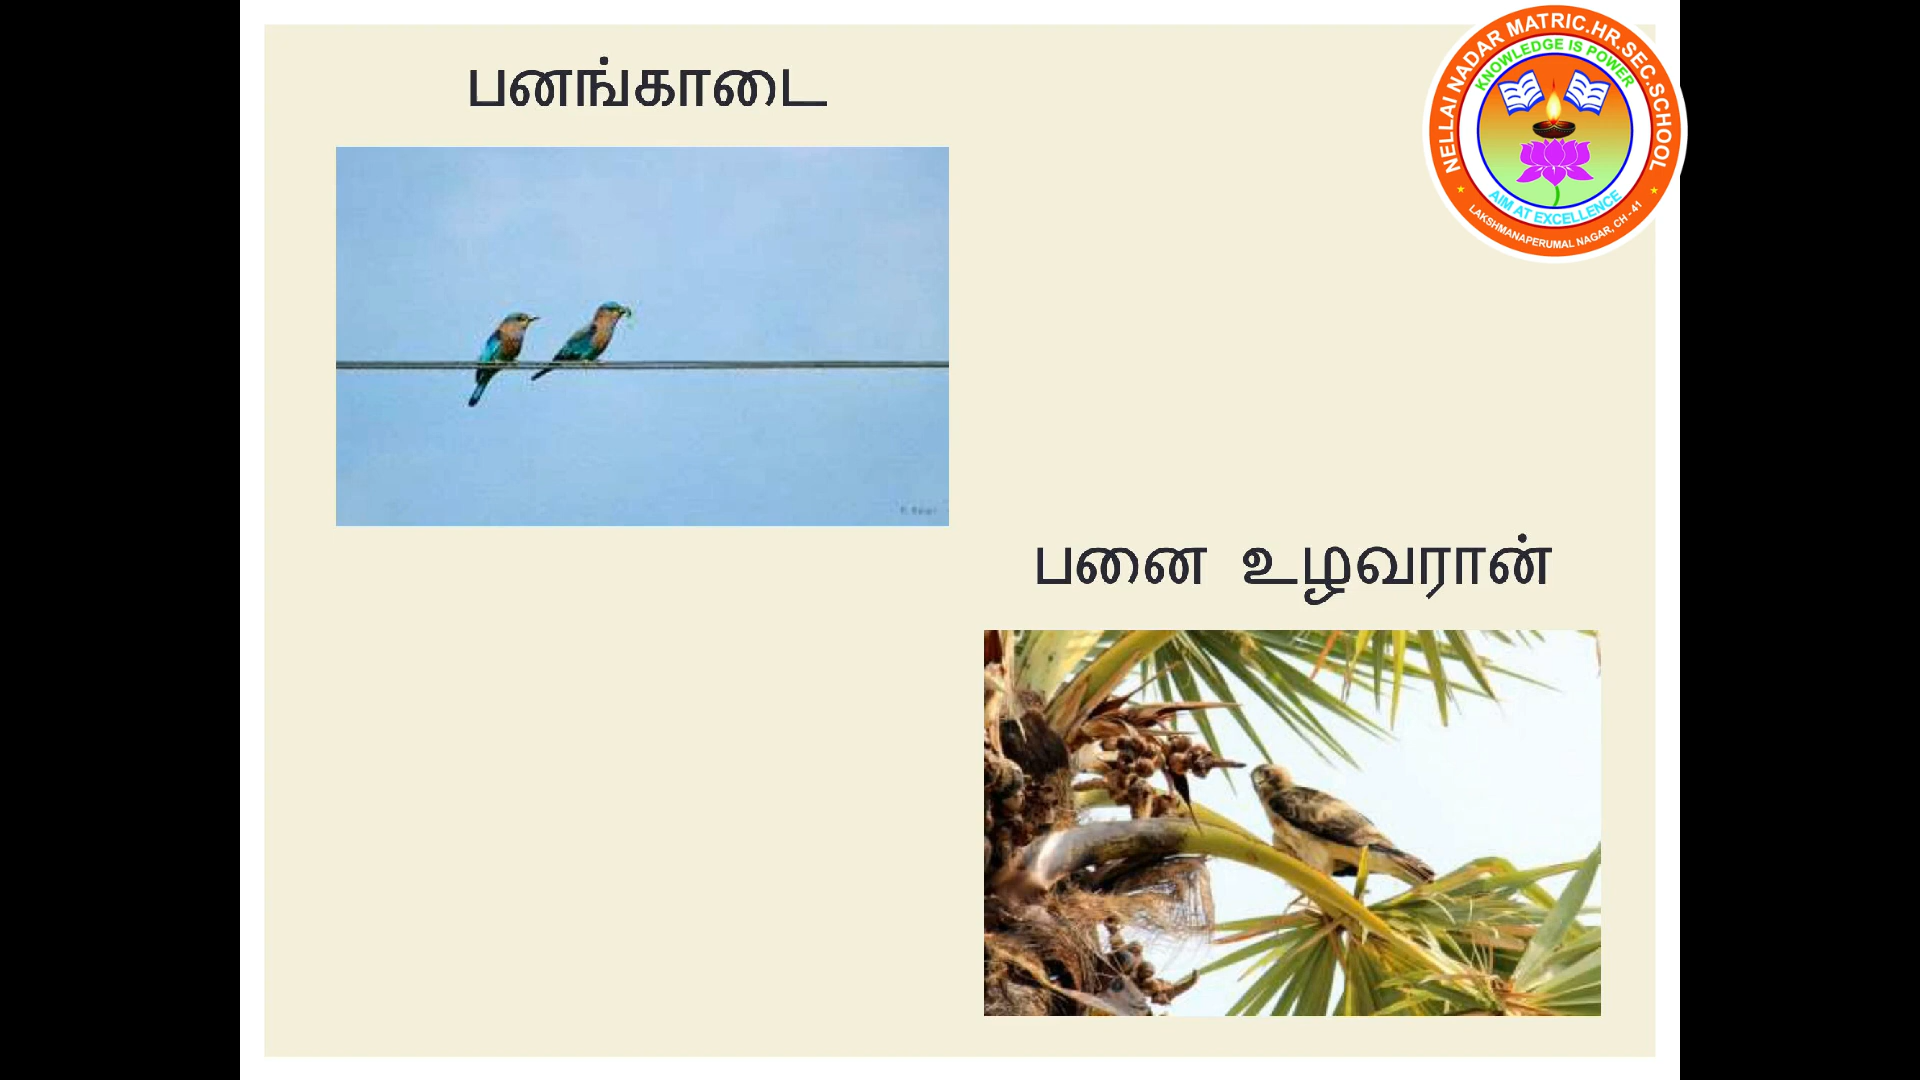 பனங்காடை
NELLAI NADAR MATRIC.HR.SEC.SCHOOL
KNOWLEDGE IS POWER
AIM AT EXCELLENCE
LAKSHMANAPERUMAL NAGAR, CH - 41
பனை உழவரான்